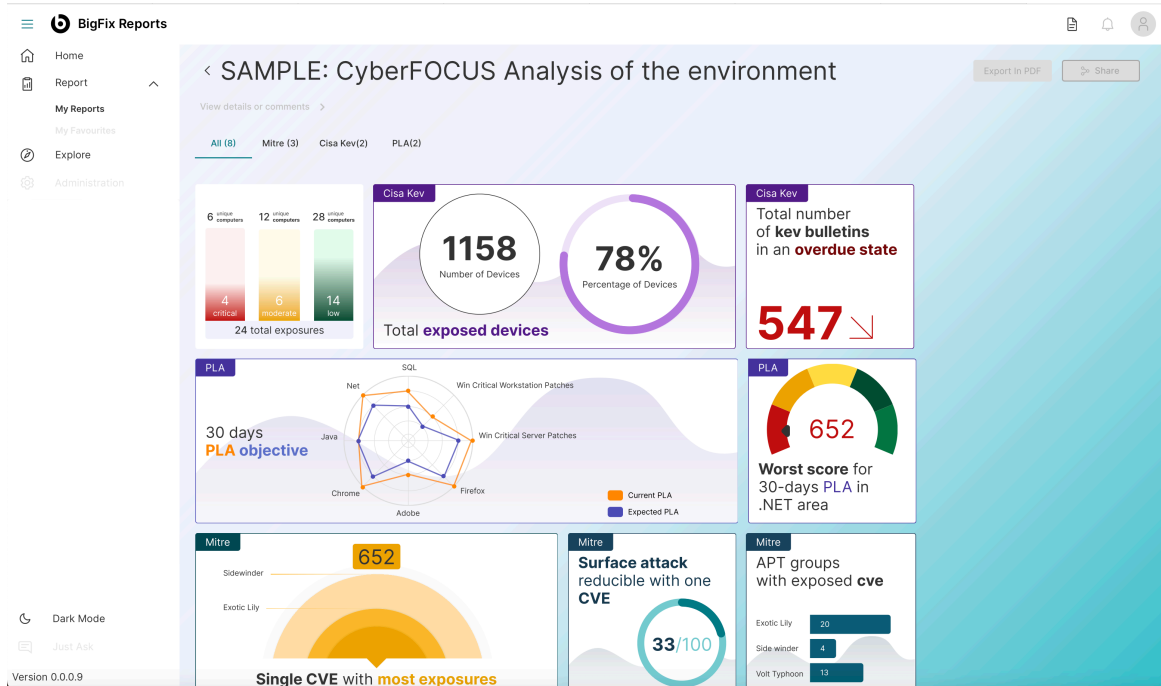 BigFix Reports
Home
Report
My Reports
My Favourites
Explore
Administration
Dark Mode
Just Ask
Version 0.0.0.9
SAMPLE: CyberFOCUS Analysis of the environment
Export In PDF
Share
View details or comments
All (8)
Mitre (3)
Cisa Kev(2)
PLA(2)
6 unique computers
12 unique computers
28 unique computers
4
critical
6
moderate
14
low
24 total exposures
Cisa Kev
1158
Number of Devices
78%
Percentage of Devices
Total exposed devices
Cisa Kev
Total number
of kev bulletins
in an overdue state
547
PLA
30 days
PLA objective
SQL
Net
Win Critical Workstation Patches
Java
Win Critical Server Patches
Chrome
Firefox
Adobe
Current PLA
Expected PLA
PLA
652
Worst score for
30-days PLA in
.NET area
Mitre
652
Sidewinder
Exotic Lily
Single CVE with most exposures
Mitre
Surface attack
reducible with one
CVE
33/100
Mitre
APT groups
with exposed cve
Exotic Lily 20
Side winder 4
Volt Typhoon 13